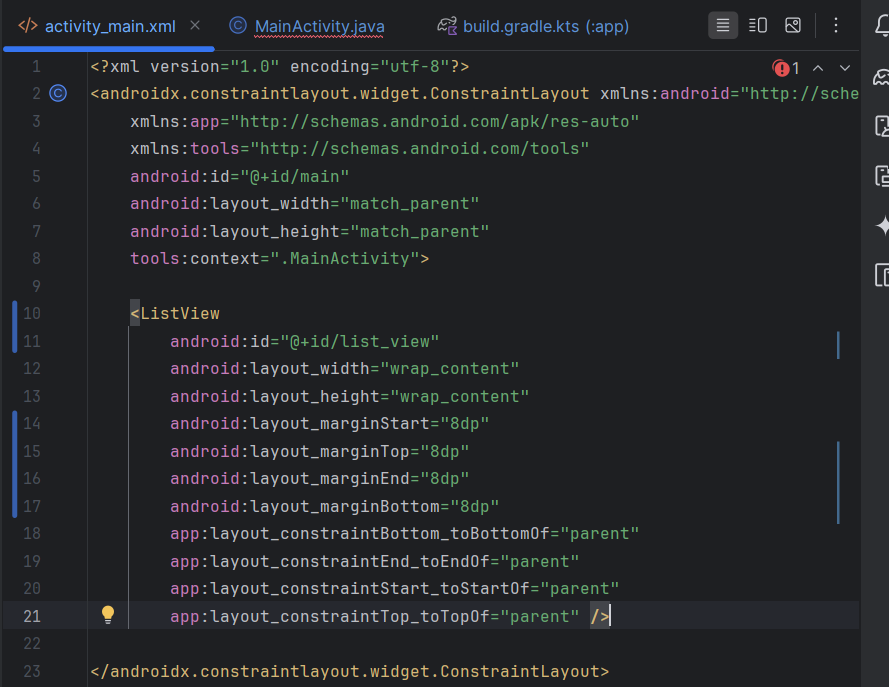 activity_main.xml
MainActivity.java
build.gradle.kts (:app)
1 <?xml version="1.0" encoding="utf-8"?>
1
2 <androidx.constraintlayout.widget.ConstraintLayout xmlns:android="http://sche
3 xmlns:app="http://schemas.android.com/apk/res-auto"
4 xmlns:tools="http://schemas.android.com/tools"
5 android:id="@+id/main"
6 android:layout_width="match_parent"
7 android:layout_height="match_parent"
8 tools:context=".MainActivity">
9
10 <ListView
11 android:id="@+id/list_view"
12 android:layout_width="wrap_content"
13 android:layout_height="wrap_content"
14 android:layout_marginStart="8dp"
15 android:layout_marginTop="8dp"
16 android:layout_marginEnd="8dp"
17 android:layout_marginBottom="8dp"
18 app:layout_constraintBottom_toBottomOf="parent"
19 app:layout_constraintEnd_toEndOf="parent"
20 app:layout_constraintStart_toStartOf="parent"
21 app:layout_constraintTop_toTopOf="parent" />
22
23 </androidx.constraintlayout.widget.ConstraintLayout>